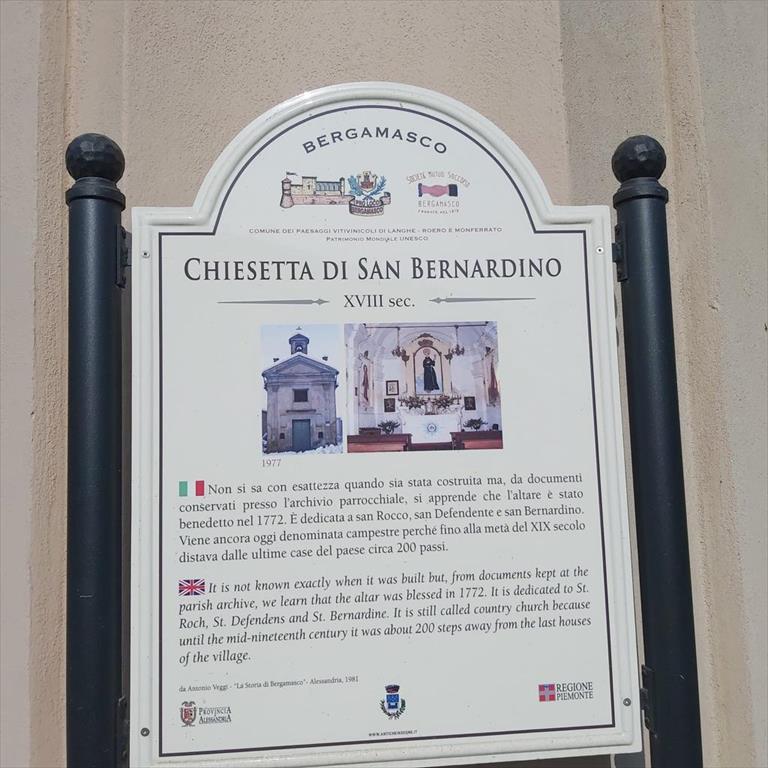 BERGAMASCO
PRO LOCO
BERGAMASCO
SOCIETÀ MUTUO SOCCORSO
BERGAMASCO
COMUNE DEI PAESAGGI VITIVINICOLI DI LANGHE - ROERO E MONFERRATO
PATRIMONIO MONDIALE UNESCO
CHIESETTA DI SAN BERNARDINO
XVIII sec.
1977
Non si sa con esattezza quando sia stata costruita ma, da documenti
conservati presso l'archivio parrocchiale, si apprende che l'altare è stato
benedetto nel 1772. È dedicata a san Rocco, san Defendente e san Bernardino.
Viene ancora oggi denominata campestre perché fino alla metà del XIX secolo
distava dalle ultime case del paese circa 200 passi.
It is not known exactly when it was built but, from documents kept at the
parish archive, we learn that the altar was blessed in 1772. It is dedicated to St.
Roch, St. Defendens and St. Bernardine. It is still called country church because
until the mid-nineteenth century it was about 200 steps away from the last houses
of the village.
da Antonio Veggi - "La Storia di Bergamasco" - Alessandria, 1981
PROVINCIA
DI ALESSANDRIA
REGIONE
PIEMONTE
WWW.ANTICHEINSEGNE.IT